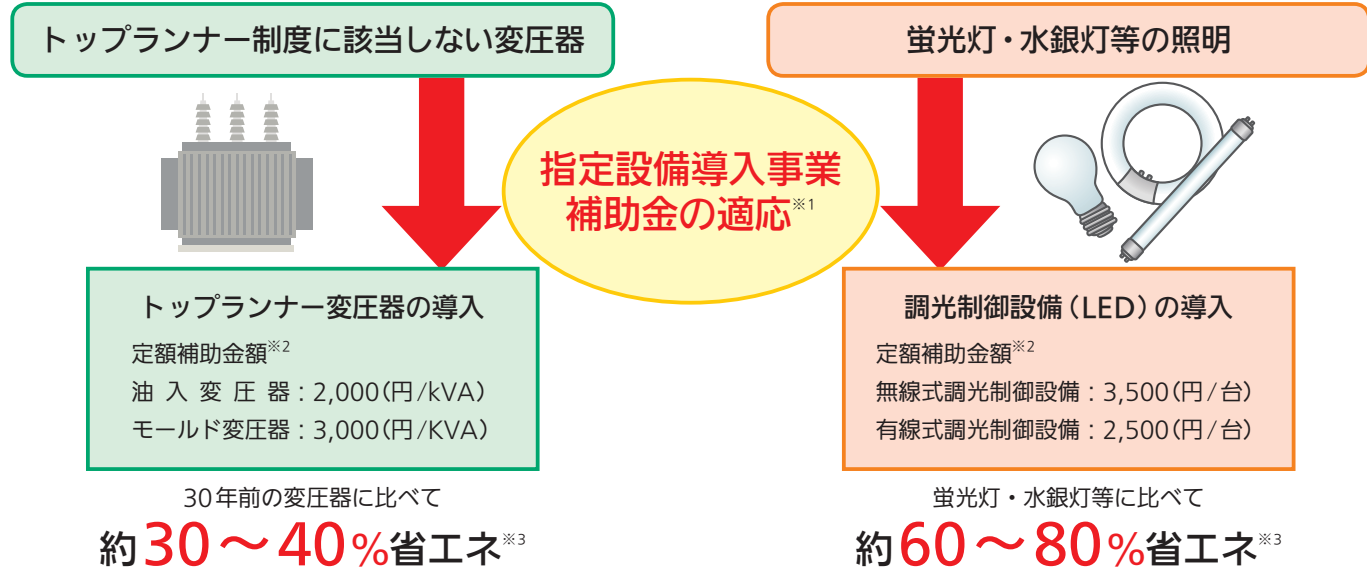 トップランナー制度に該当しない変圧器
蛍光灯・水銀灯等の照明
指定設備導入事業
補助金の適応※1
トップランナー変圧器の導入
定額補助金額※2
油入変圧器：2,000(円/kVA)
モールド変圧器：3,000(円/KVA)
調光制御設備(LED)の導入
定額補助金額※2
無線式調光制御設備：3,500(円/台)
有線式調光制御設備：2,500(円/台)
30年前の変圧器に比べて
約30〜40%省エネ※3
蛍光灯・水銀灯等に比べて
約60〜80%省エネ※3